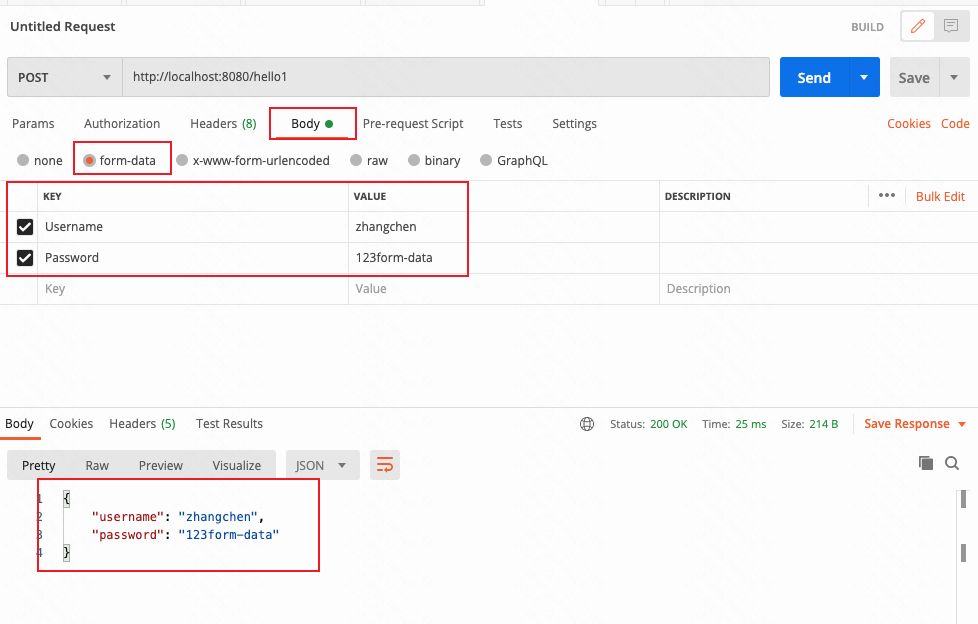 Untitled Request BUILD
POST http://localhost:8080/hello1 Send Save
Params Authorization Headers (8) Body Pre-request Script Tests Settings Cookies Code
none form-data x-www-form-urlencoded raw binary GraphQL
KEY VALUE DESCRIPTION ••• Bulk Edit
Username zhangchen
Password 123form-data
Key Value Description
Body Cookies Headers (5) Test Results Status: 200 OK Time: 25 ms Size: 214 B Save Response
Pretty Raw Preview Visualize JSON
1 {
2 "username": "zhangchen",
3 "password": "123form-data"
4 }